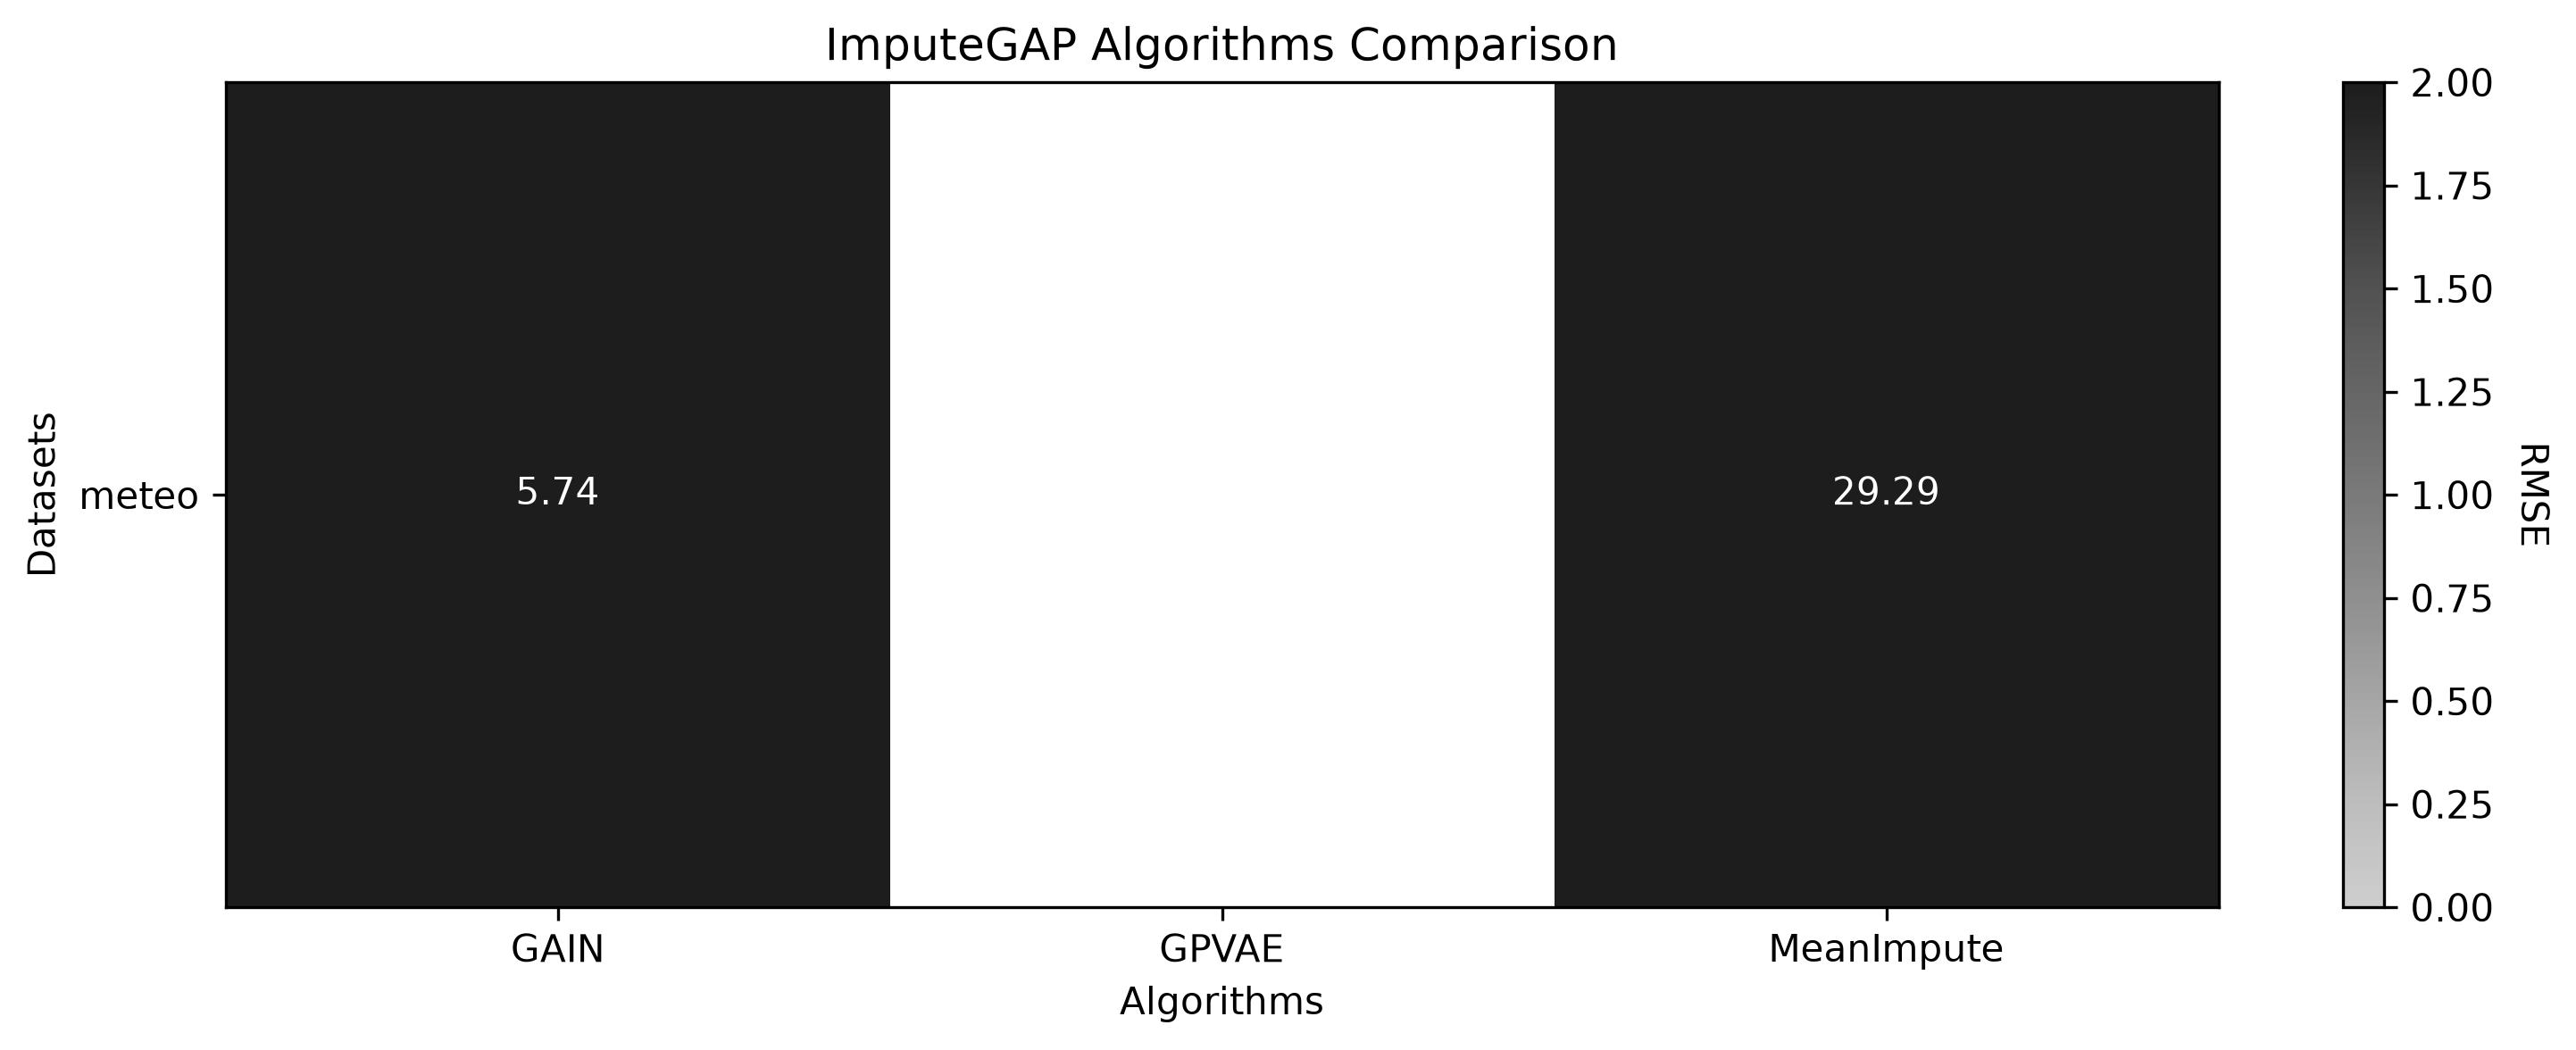 ImputeGAP Algorithms Comparison
Datasets
meteo
5.74
29.29
GAIN
GPVAE
MeanImpute
Algorithms
2.00
1.75
1.50
1.25
1.00
0.75
0.50
0.25
0.00
RMSE